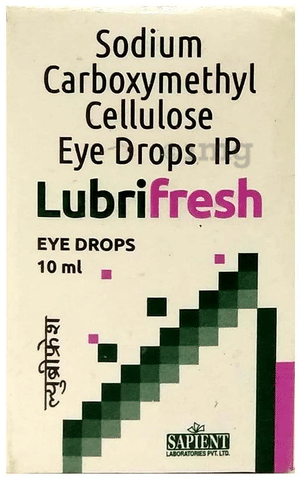 Sodium
Carboxymethyl
Cellulose
Eye Drops IP
Lubrifresh
EYE DROPS
10 ml
ल्युब्रीफ्रेश
SAPIENT
LABORATORIES PVT. LTD.